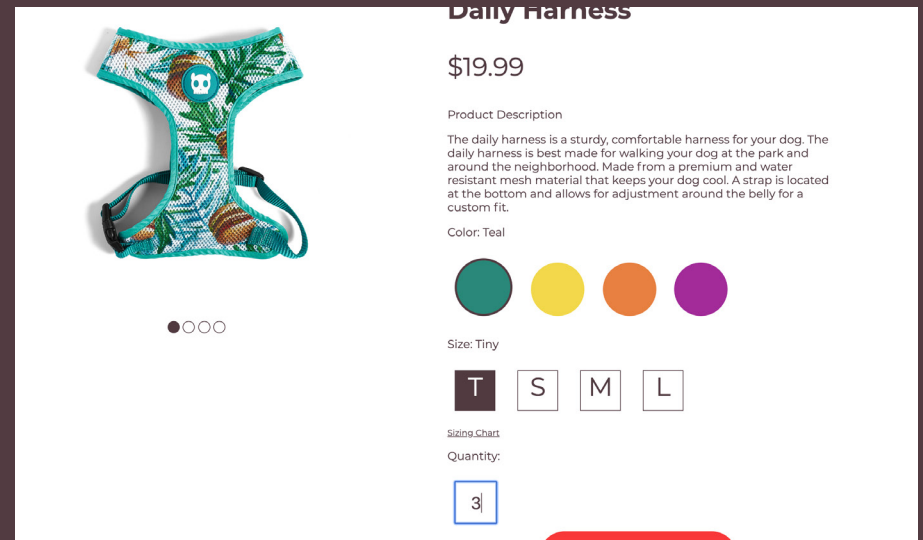 Daily Harness
$19.99
Product Description
The daily harness is a sturdy, comfortable harness for your dog. The
daily harness is best made for walking your dog at the park and
around the neighborhood. Made from a premium and water
resistant mesh material that keeps your dog cool. A strap is located
at the bottom and allows for adjustment around the belly for a
custom fit.
Color: Teal
Size: Tiny
T S M L
Sizing Chart
Quantity:
3